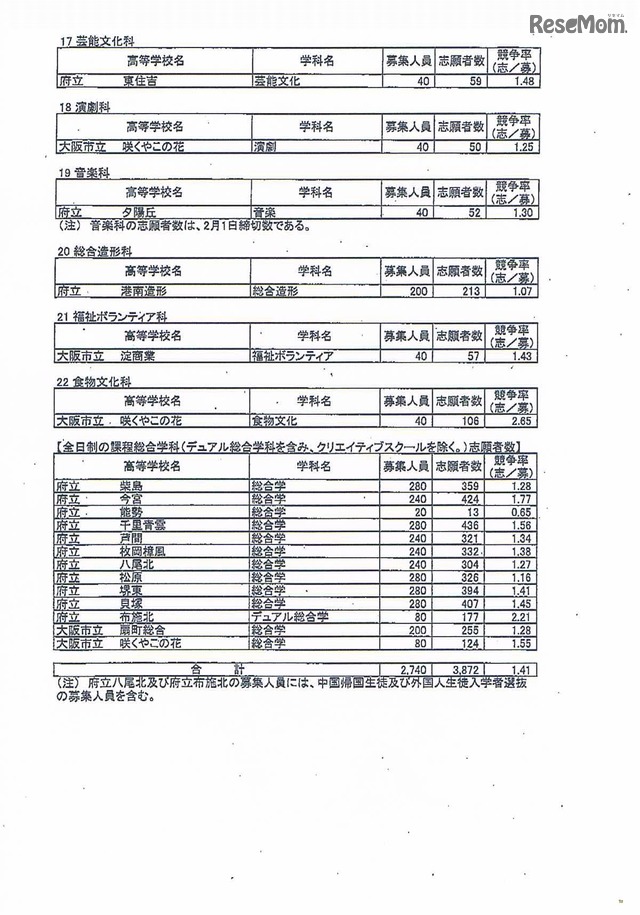 リセマム
ReseMom.
17 芸能文化科
高等学校名 学科名 募集人員 志願者数 競争率(志/募)
府立 東住吉 芸能文化 40 59 1.48
18 演劇科
高等学校名 学科名 募集人員 志願者数 競争率(志/募)
大阪市立 咲くやこの花 演劇 40 50 1.25
19 音楽科
高等学校名 学科名 募集人員 志願者数 競争率(志/募)
府立 夕陽丘 音楽 40 52 1.30
(注) 音楽科の志願者数は、2月1日締切数である。
20 総合造形科
高等学校名 学科名 募集人員 志願者数 競争率(志/募)
府立 港南造形 総合造形 200 213 1.07
21 福祉ボランティア科
高等学校名 学科名 募集人員 志願者数 競争率(志/募)
大阪市立 淀商業 福祉ボランティア 40 57 1.43
22 食物文化科
高等学校名 学科名 募集人員 志願者数 競争率(志/募)
大阪市立 咲くやこの花 食物文化 40 106 2.65
【全日制の課程総合学科(デュアル総合学科を含み、クリエイティブスクールを除く。)志願者数】
高等学校名 学科名 募集人員 志願者数 競争率(志/募)
府立 柴島 総合学 280 359 1.28
府立 今宮 総合学 240 424 1.77
府立 能勢 総合学 20 13 0.65
府立 千里青雲 総合学 280 436 1.56
府立 芦間 総合学 240 321 1.34
府立 枚岡樟風 総合学 240 332 1.38
府立 八尾北 総合学 240 304 1.27
府立 松原 総合学 280 326 1.16
府立 堺東 総合学 280 394 1.41
府立 貝塚 総合学 280 407 1.45
府立 布施北 デュアル総合学 80 177 2.21
大阪市立 扇町総合 総合学 200 255 1.28
大阪市立 咲くやこの花 総合学 80 124 1.55
合 計 2,740 3,872 1.41
(注) 府立八尾北及び府立布施北の募集人員には、中国帰国生徒及び外国人生徒入学者選抜
の募集人員を含む。